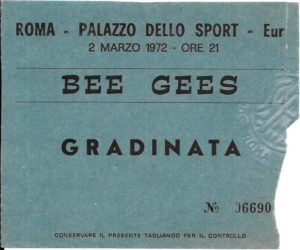 ROMA - PALAZZO DELLO SPORT - Eur
2 MARZO 1972 - ORE 21
BEE GEES
GRADINATA
№ 06690
CONSERVARE IL PRESENTE TAGLIANDO PER IL CONTROLLO